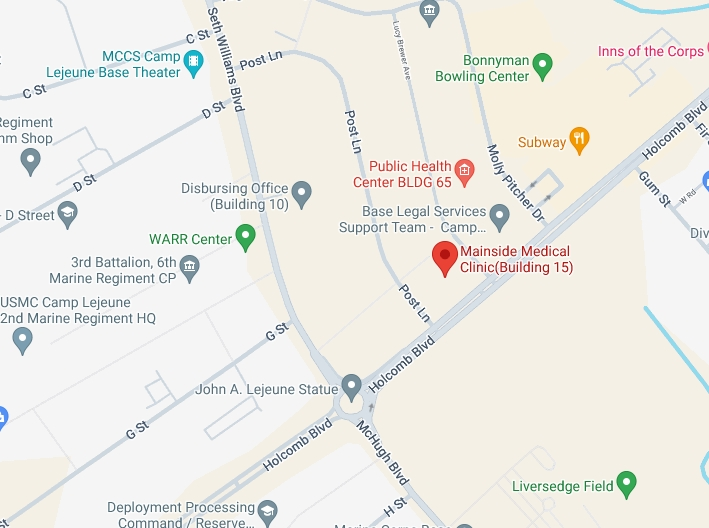 Seth Williams Blvd
Lucy Brewer Ave
C St
MCCS Camp
Lejeune Base Theater
Post Ln
Bonnyman
Bowling Center
Inns of the Corps
C St
D St
Regiment
Shop
Post Ln
Holcomb Blvd
Subway
Molly Pitcher Dr
Public Health
Center BLDG 65
Gum St
W Rd
D St
Disbursing Office
(Building 10)
- D Street
Base Legal Services
Support Team - Camp...
WARR Center
Mainside Medical
Clinic(Building 15)
3rd Battalion, 6th
Marine Regiment CP
USMC Camp Lejeune
2nd Marine Regiment HQ
Post Ln
G St
Holcomb Blvd
John A. Lejeune Statue
G St
Holcomb Blvd
McHugh Blvd
Liversedge Field
H St
Deployment Processing
Command / Reserve...